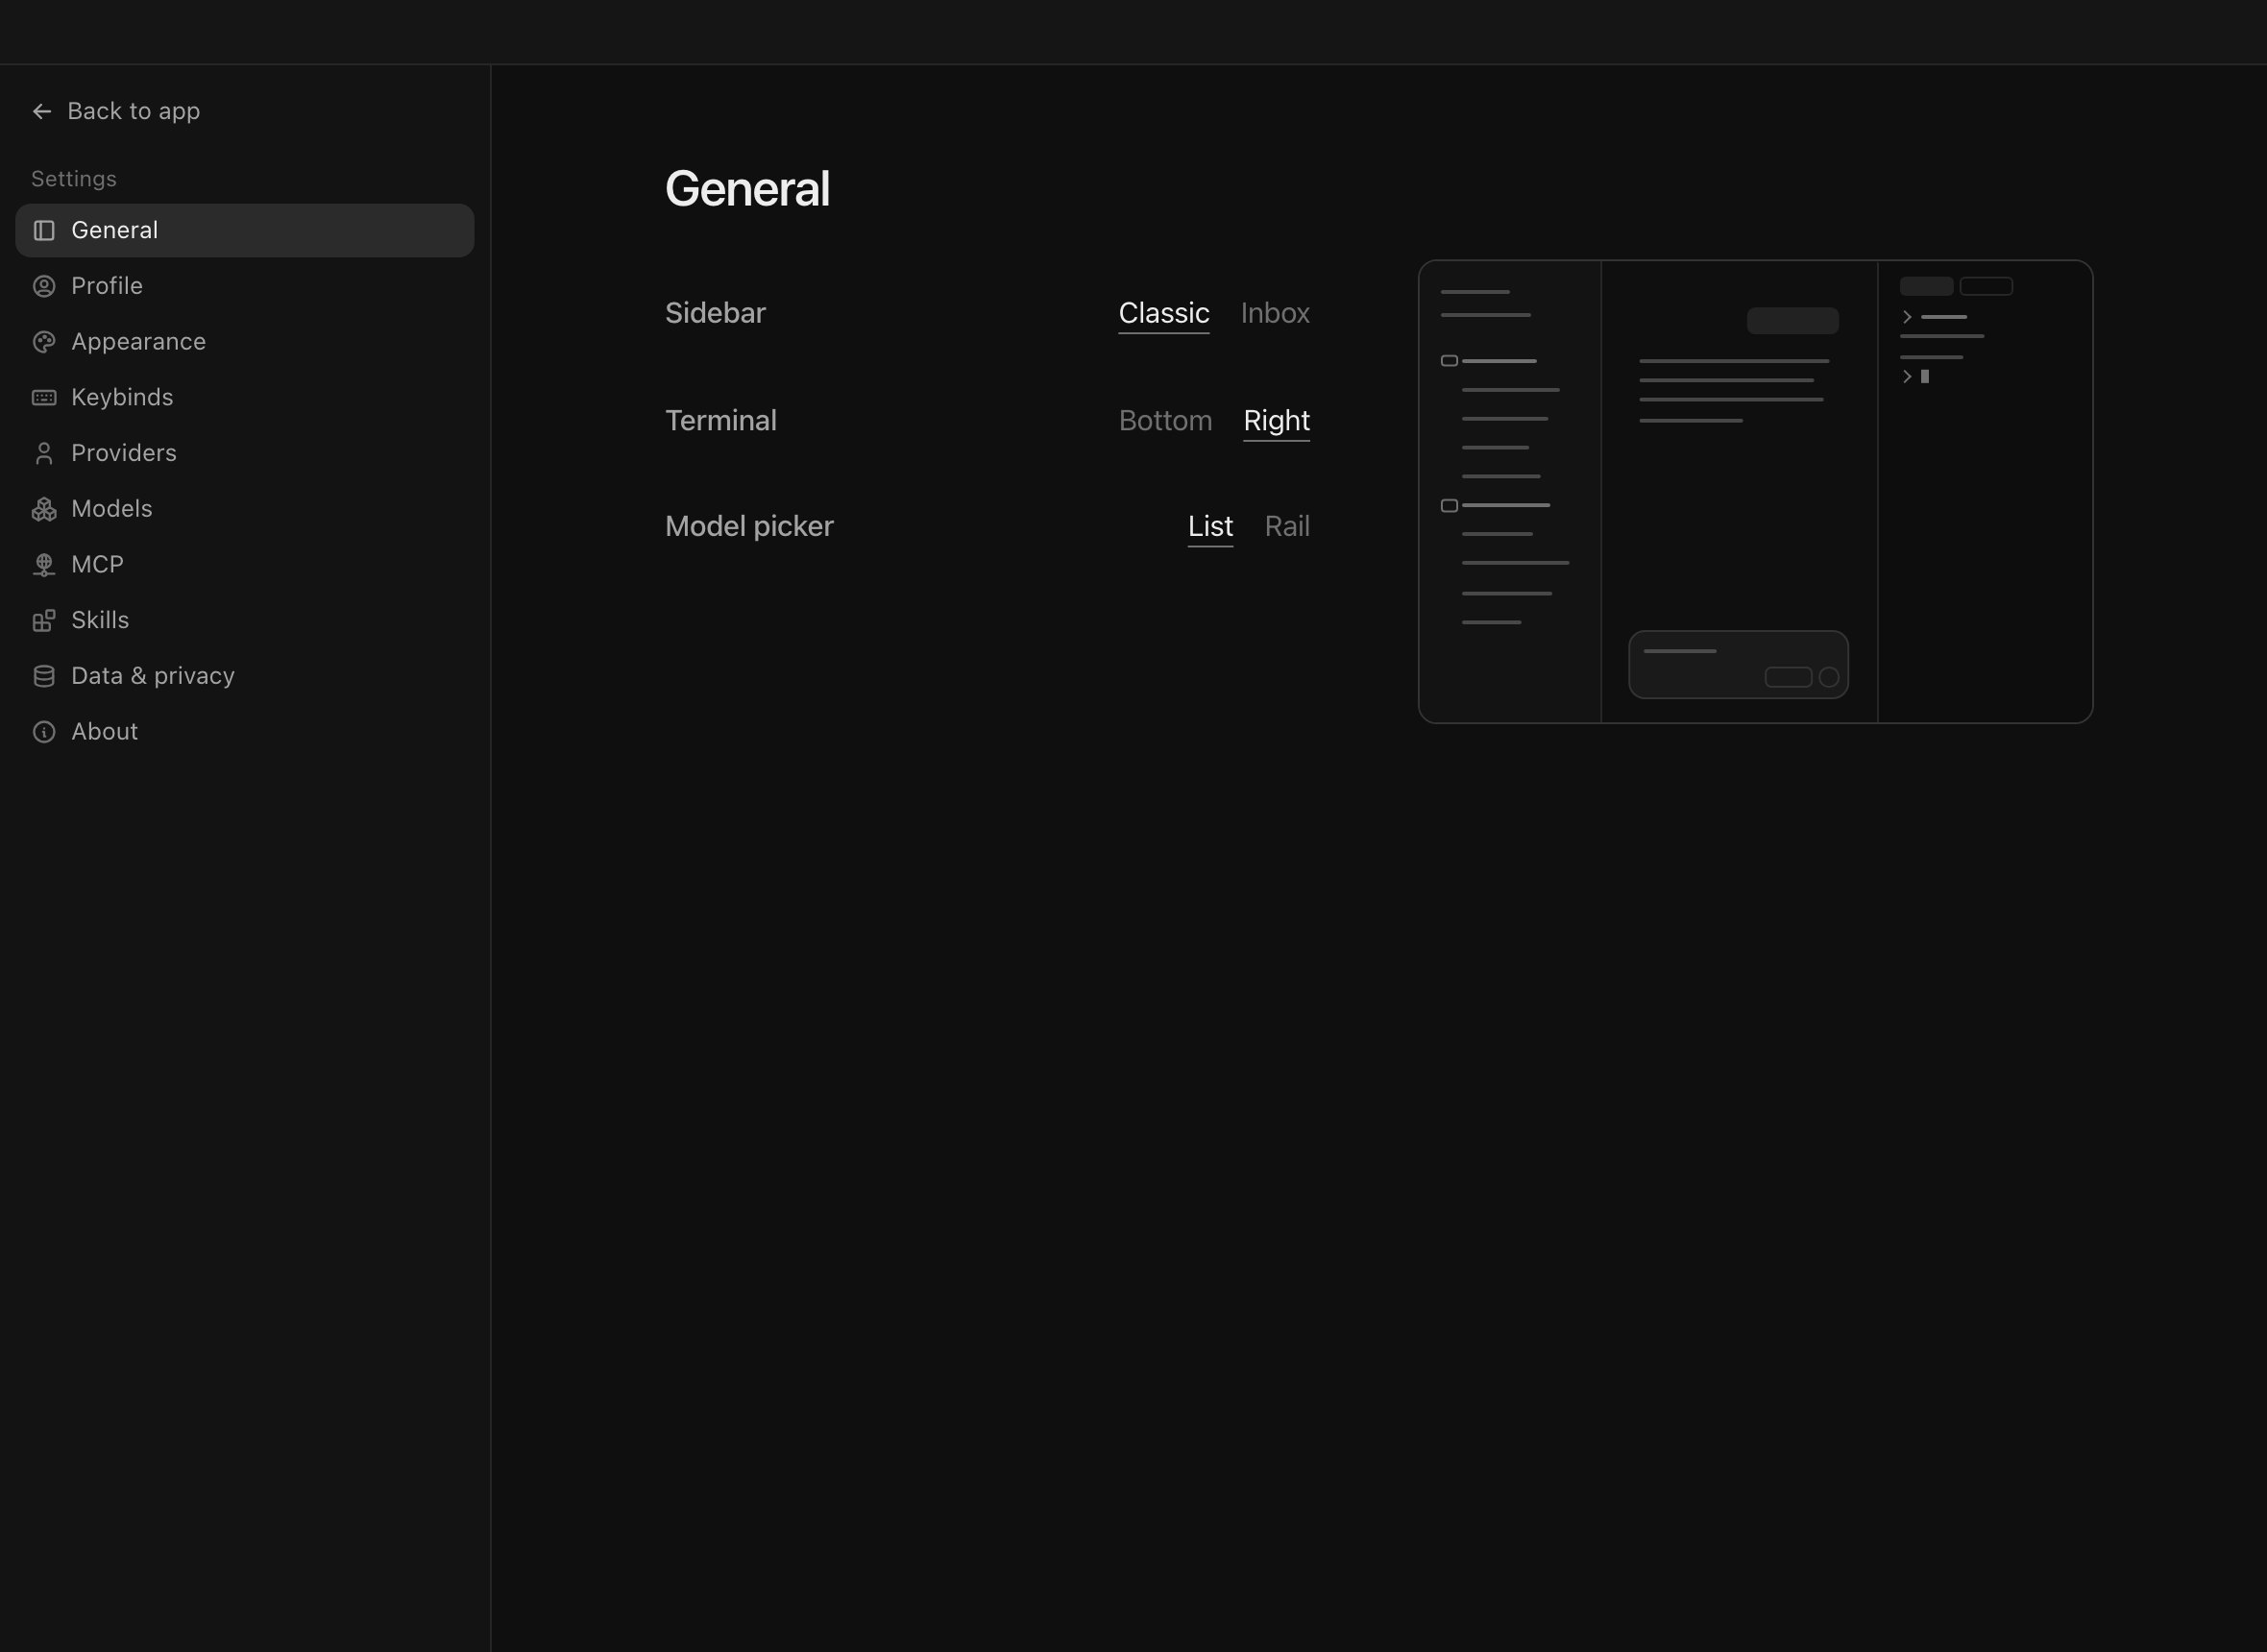 Back to app
Settings
General
Profile
Appearance
Keybinds
Providers
Models
MCP
Skills
Data & privacy
About
General
Sidebar Classic Inbox
Terminal Bottom Right
Model picker List Rail